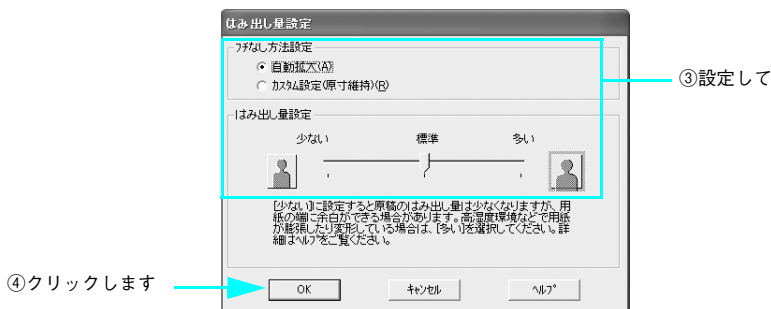 はみ出し量設定
フチなし方法設定
自動拡大(A)
カスタム設定(原寸維持)(R)
③設定して
はみ出し量設定
少ない 標準 多い
[少ない]に設定すると原稿のはみ出し量は少なくなりますが、用
紙の端に余白ができる場合があります。高湿度環境などで用紙
が膨張したり変形している場合は、[多い]を選択してください。詳
細はヘルプをご覧ください。
④クリックします
OK キャンセル ヘルプ